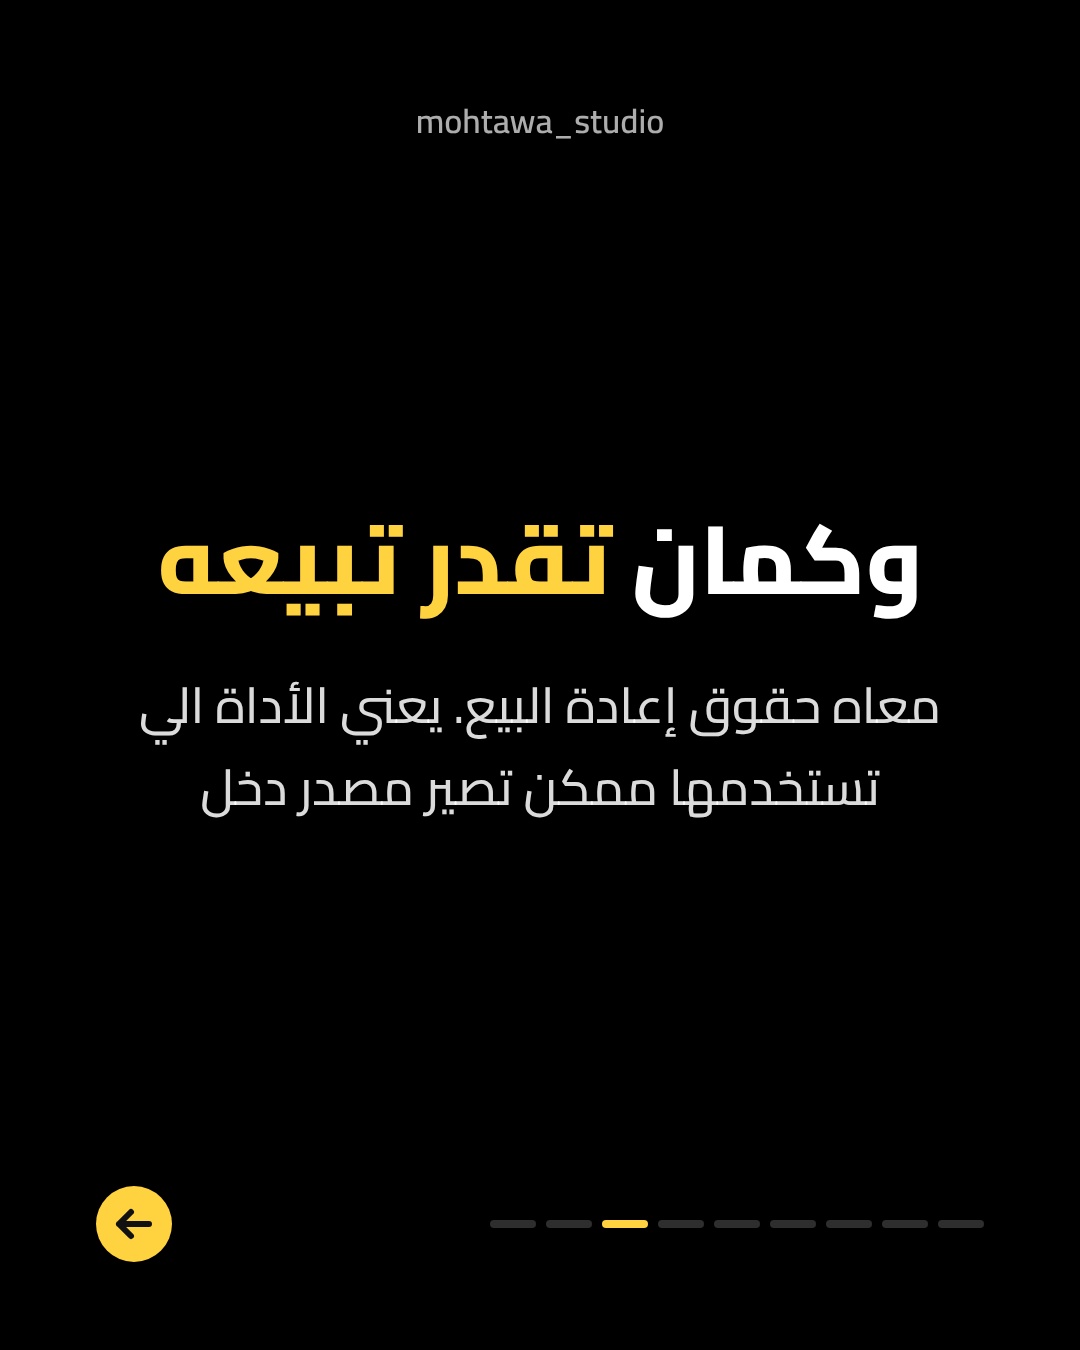 mohtawa_studio
وكمان تقدر تبيعه
معاه حقوق إعادة البيع. يعني الأداة الي
تستخدمها ممكن تصير مصدر دخل